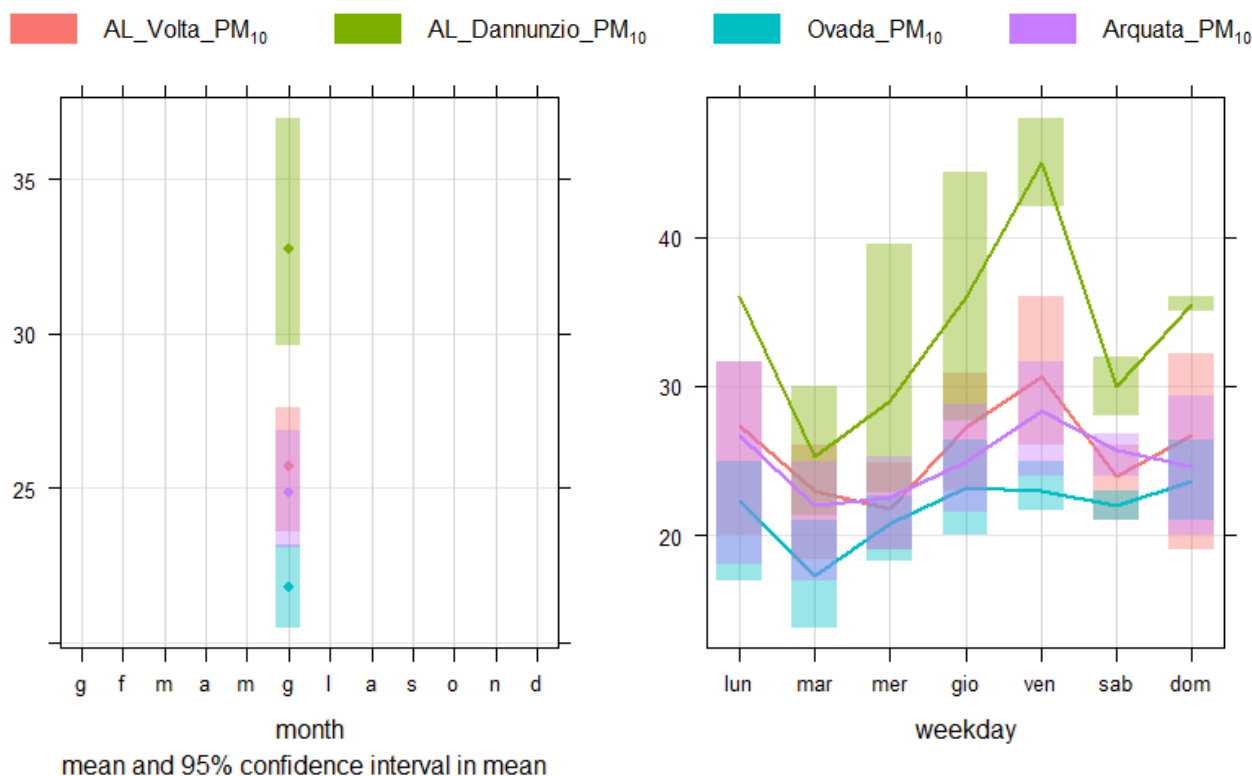 AL_Volta_PM₁₀ AL_Dannunzio_PM₁₀ Ovada_PM₁₀ Arquata_PM₁₀
35
30
25
g f m a m g l a s o n d
month
mean and 95% confidence interval in mean
40
30
20
lun mar mer gio ven sab dom
weekday